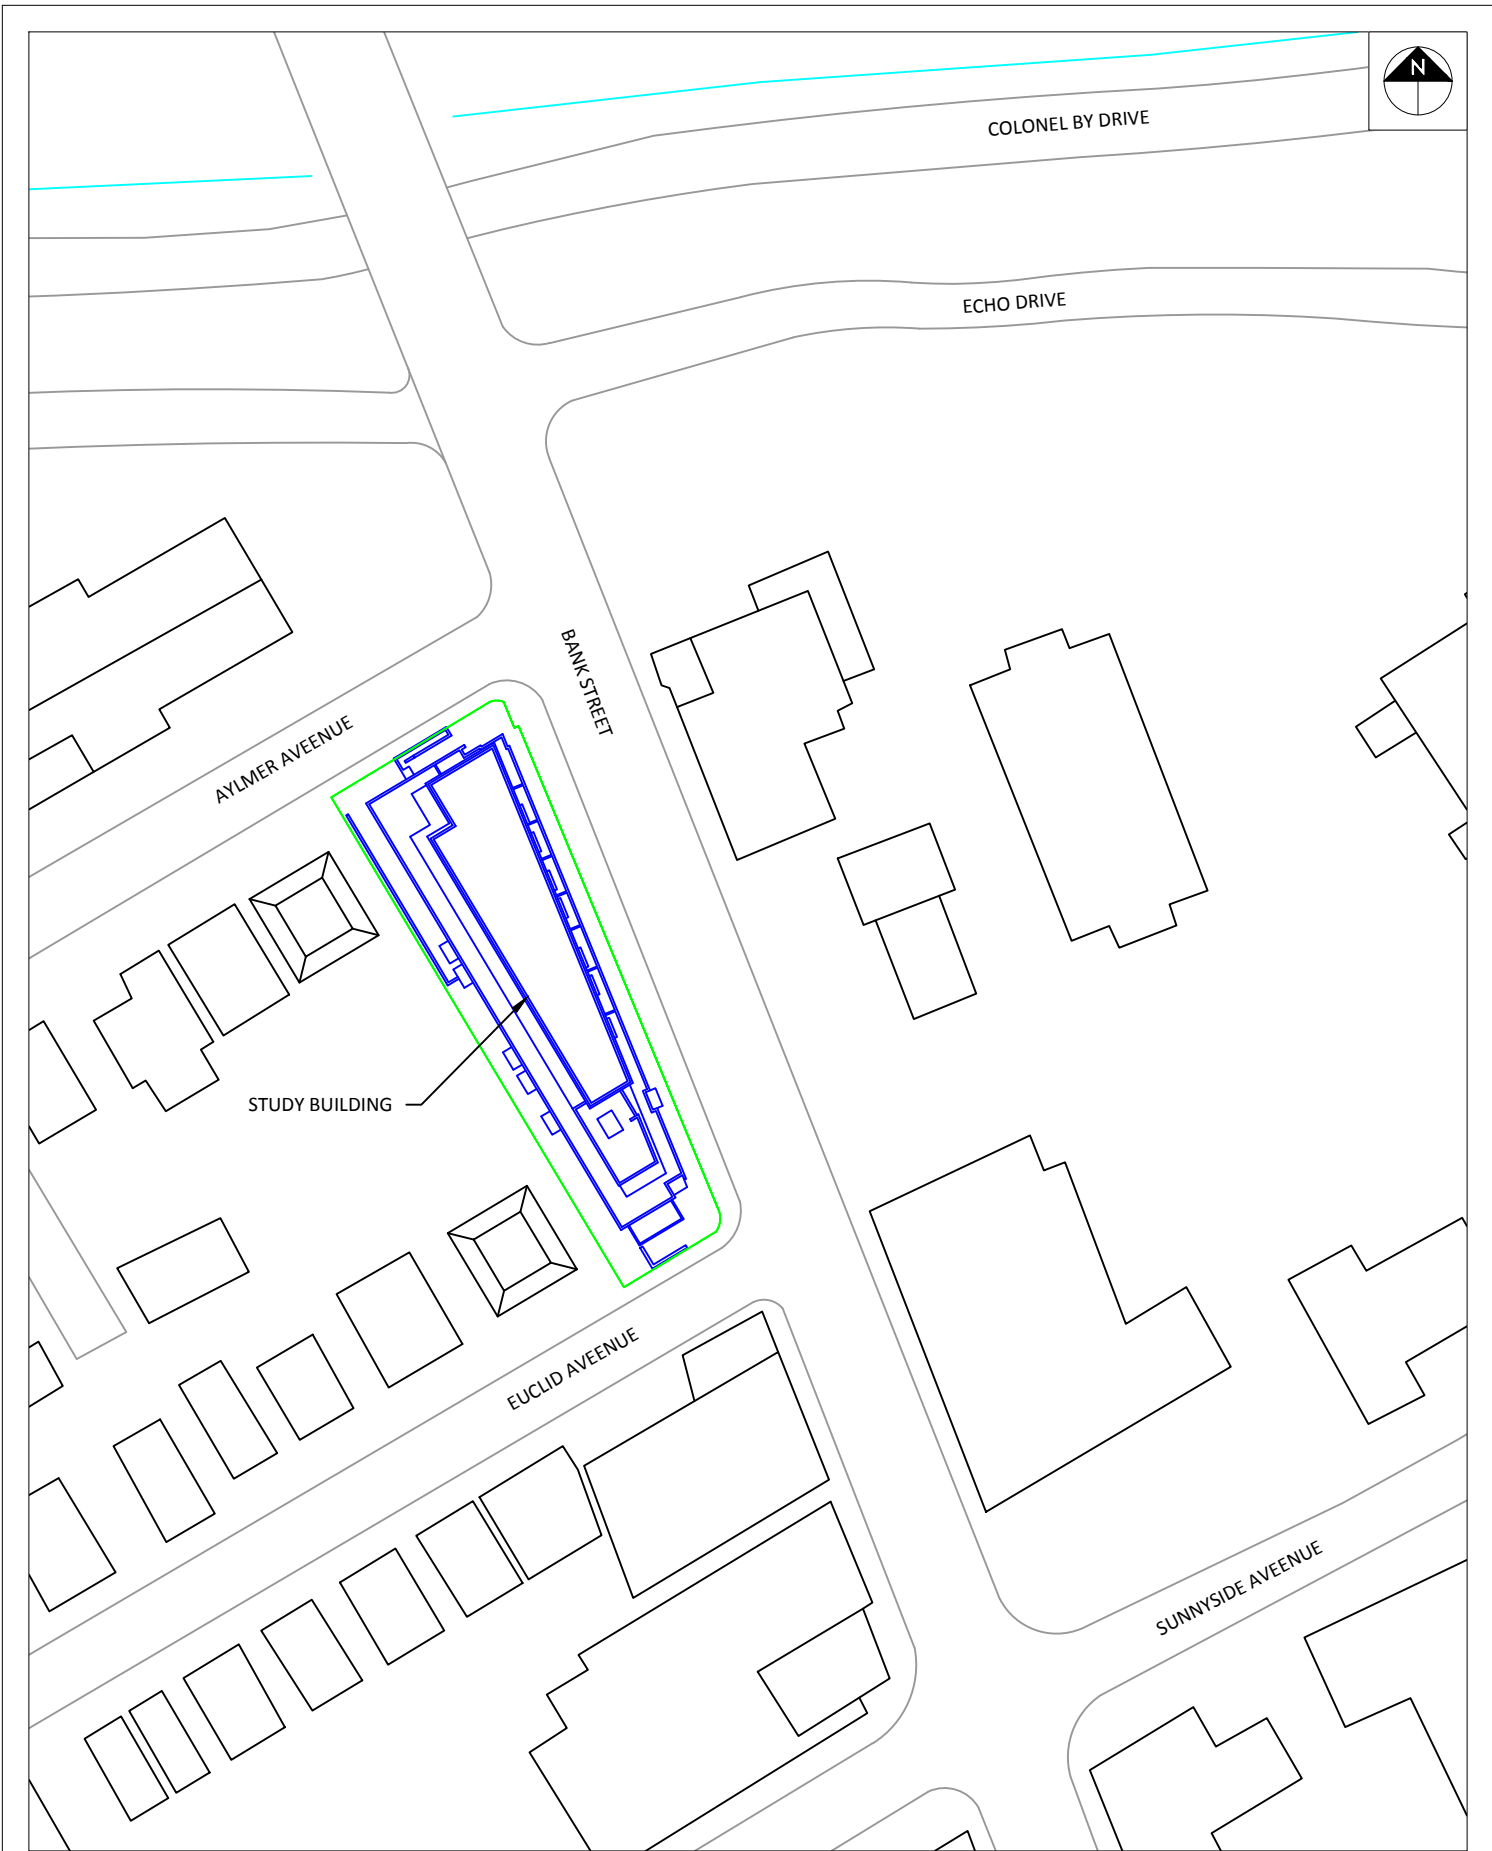 N
COLONEL BY DRIVE
ECHO DRIVE
BANK STREET
AYLMER AVEENUE
STUDY BUILDING
EUCLID AVEENUE
SUNNYSIDE AVEENUE